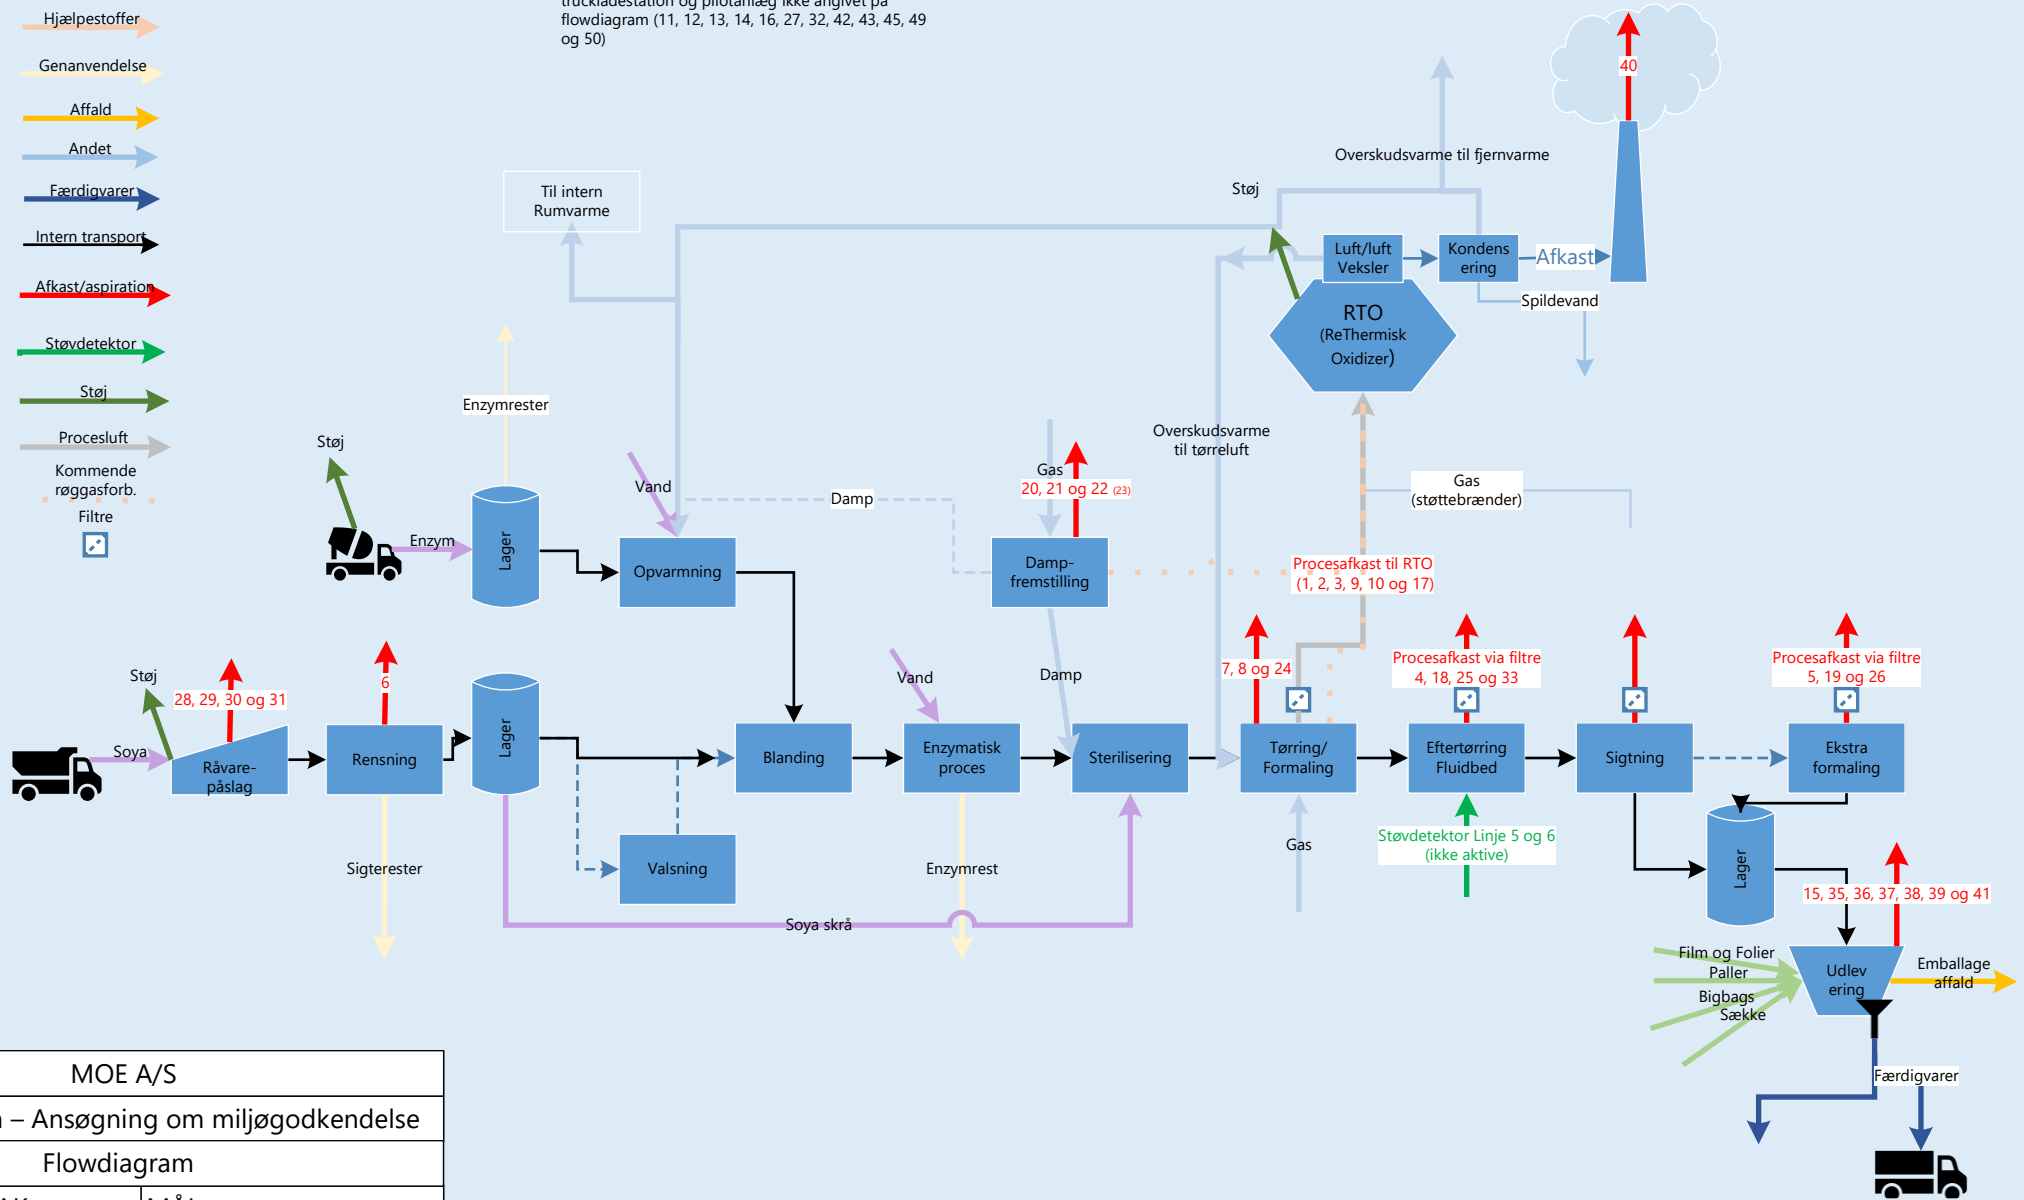 truckladestation og pilotanlæg ikke angivet på
flowdiagram (11, 12, 13, 14, 16, 27, 32, 42, 43, 45, 49
og 50)
Hjælpestoffer
Genanvendelse
Affald
Andet
Færdigvarer
Intern transport
Afkast/aspiration
Støvdetektor
Støj
Procesluft
Kommende
røggasforb.
Filtre
40
Overskudsvarme til fjernvarme
Støj
Til intern
Rumvarme
Luft/luft
Veksler
Kondens
ering
Afkast
Spildevand
RTO
(ReThermisk
Oxidizer)
Enzymrester
Støj
Enzym
Lager
Vand
Opvarmning
Damp
Gas
20, 21 og 22 (23)
Damp-
fremstilling
Overskudsvarme
til tørreluft
Gas
(støttebrænder)
Procesafkast til RTO
(1, 2, 3, 9, 10 og 17)
Støj
28, 29, 30 og 31
6
Soya
Råvare-
påslag
Rensning
Lager
Valsning
Blanding
Vand
Enzymatisk
proces
Damp
Sterilisering
7, 8 og 24
Tørring/
Formaling
Procesafkast via filtre
4, 18, 25 og 33
Eftertørring
Fluidbed
Sigtning
Procesafkast via filtre
5, 19 og 26
Ekstra
formaling
Sigterester
Soya skrå
Enzymrest
Gas
Støvdetektor Linje 5 og 6
(ikke aktive)
Lager
15, 35, 36, 37, 38, 39 og 41
Film og Folier
Paller
Bigbags
Sække
Udlev
ering
Emballage
affald
Færdigvarer
MOE A/S
– Ansøgning om miljøgodkendelse
Flowdiagram